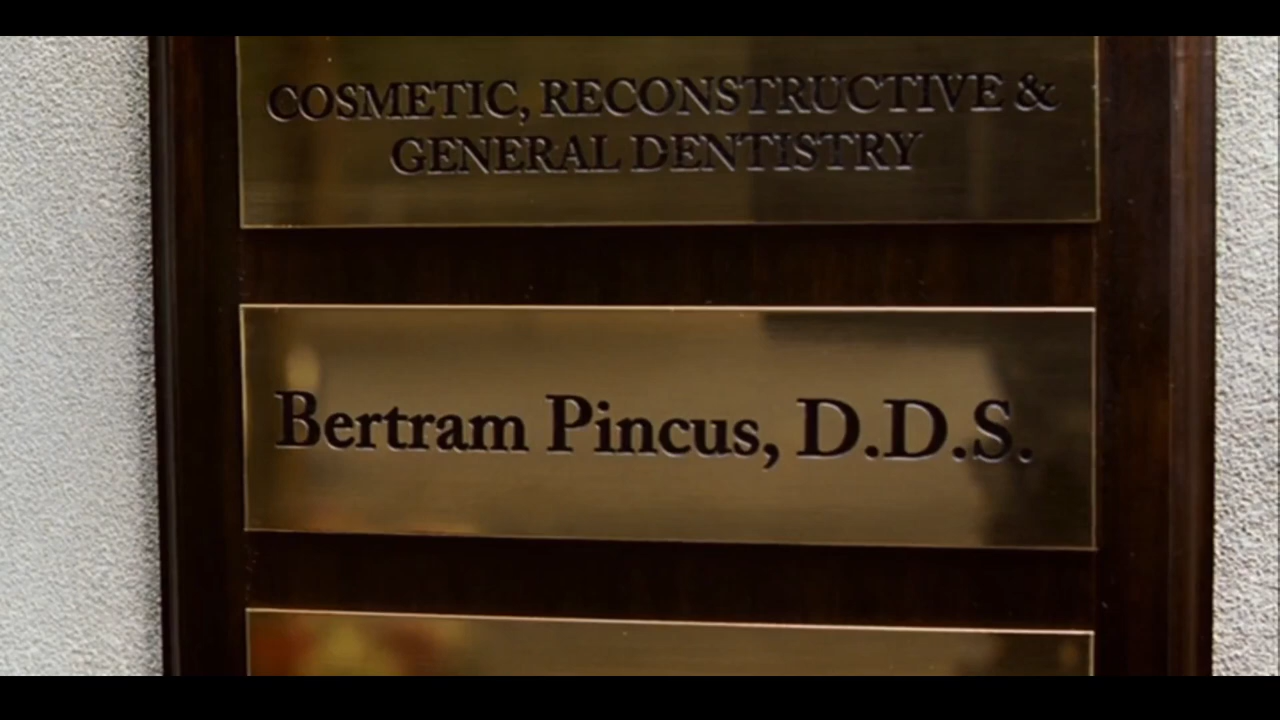 COSMETIC, RECONSTRUCTIVE &
GENERAL DENTISTRY
Bertram Pincus, D.D.S.